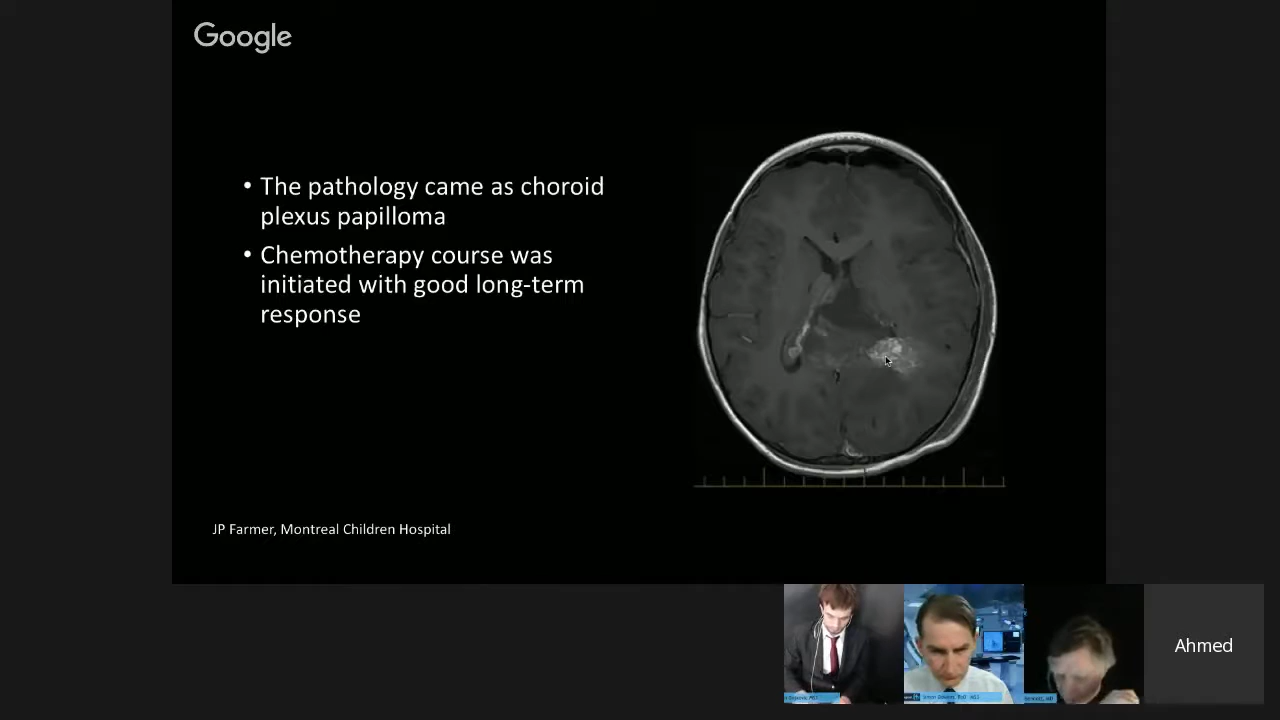 Google
• The pathology came as choroid
plexus papilloma
• Chemotherapy course was
initiated with good long-term
response
JP Farmer, Montreal Children Hospital
Ahmed